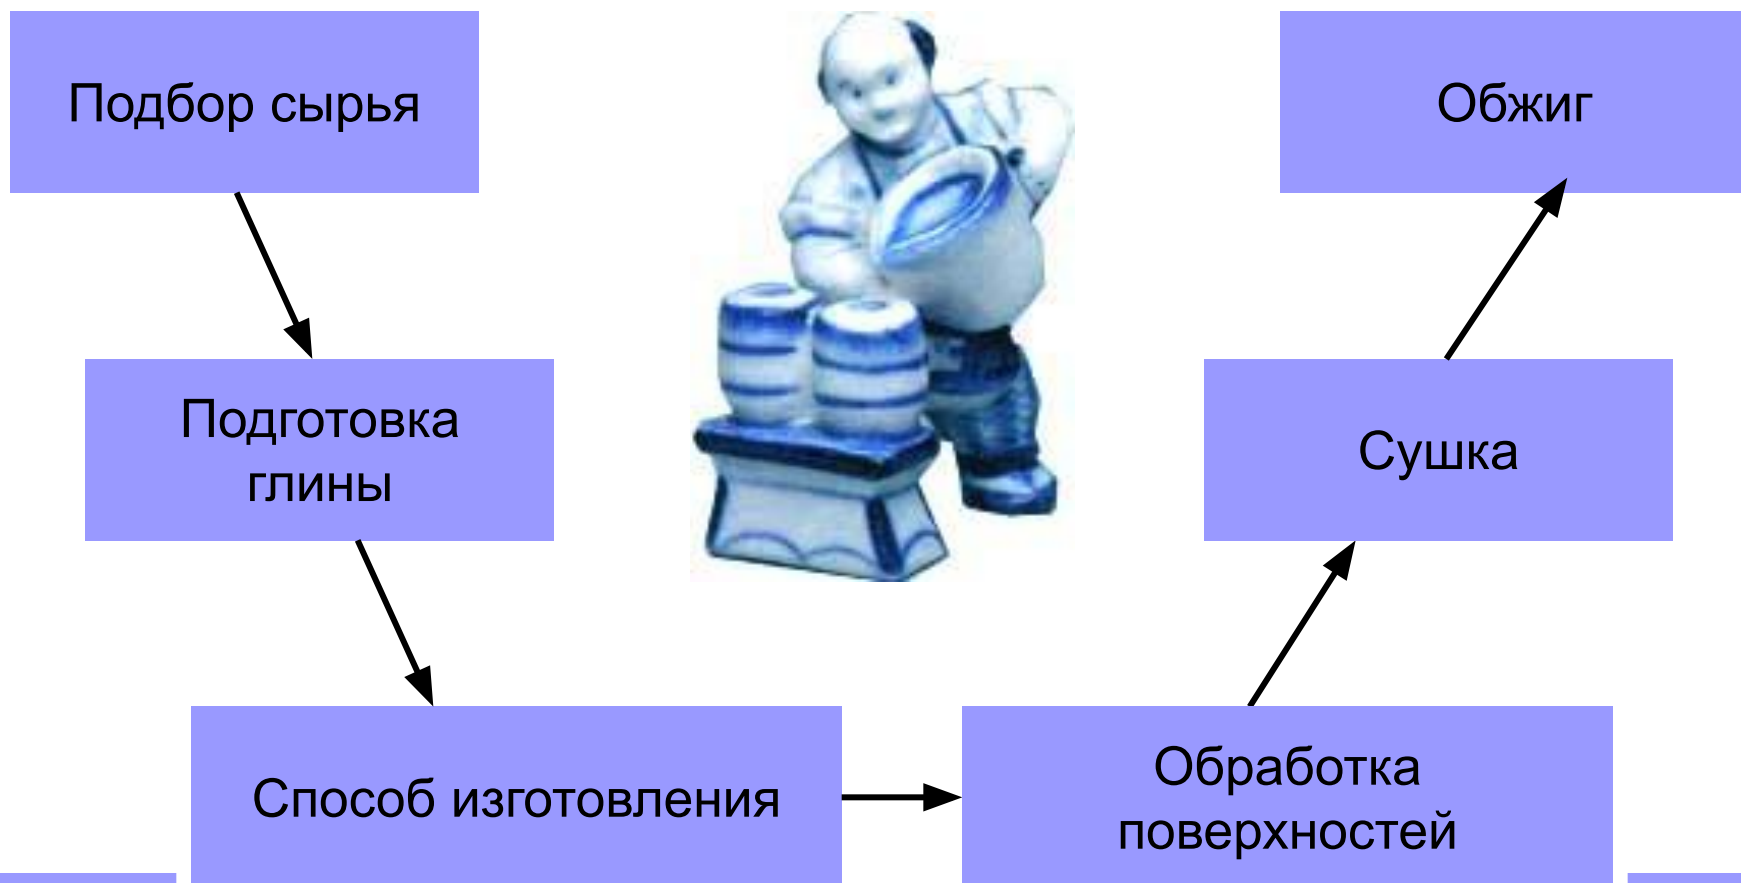 Подбор сырья
Подготовка
глины
Способ изготовления
Обработка
поверхностей
Сушка
Обжиг